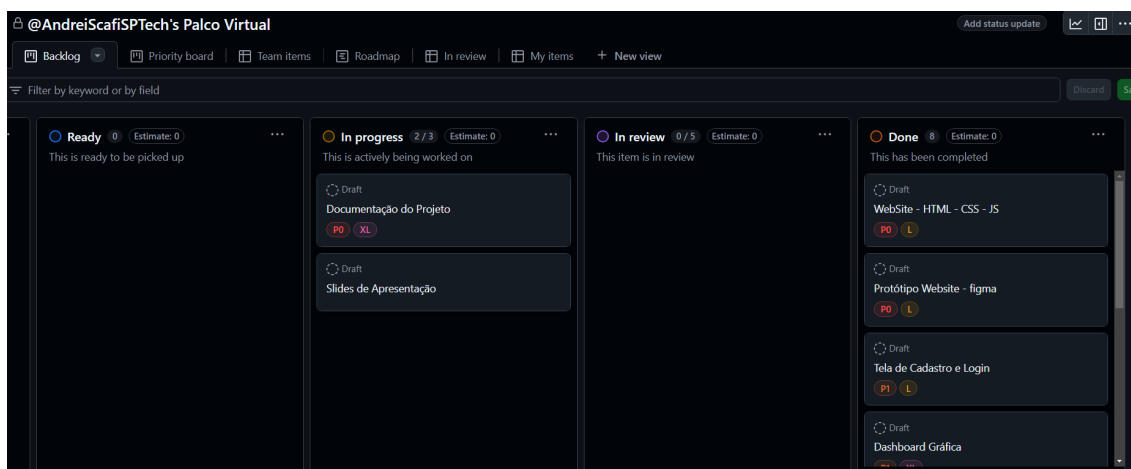 @AndreiScafiSPTech's Palco Virtual
Add status update
Backlog
Priority board
Team items
Roadmap
In review
My items
New view
Filter by keyword or by field
Discard
Ready 0 Estimate: 0
This is ready to be picked up
In progress 2 / 3 Estimate: 0
This is actively being worked on
Draft
Documentação do Projeto
P0 XL
Draft
Slides de Apresentação
In review 0 / 5 Estimate: 0
This item is in review
Done 8 Estimate: 0
This has been completed
Draft
WebSite - HTML - CSS - JS
P0 L
Draft
Protótipo Website - figma
P0 L
Draft
Tela de Cadastro e Login
P1 L
Draft
Dashboard Gráfica